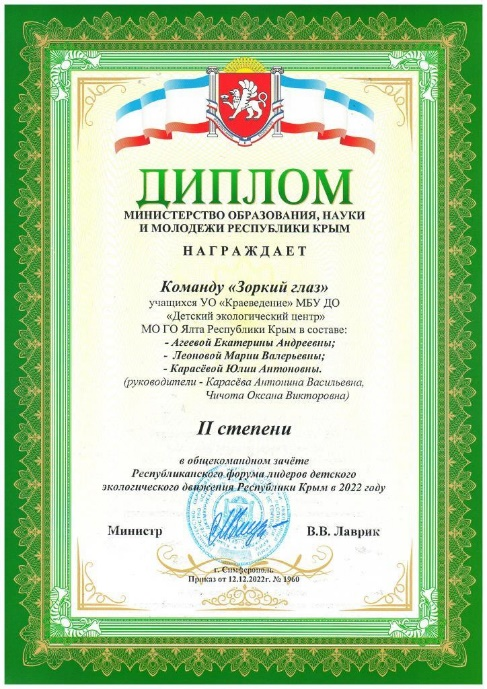 ДИПЛОМ
МИНИСТЕРСТВО ОБРАЗОВАНИЯ, НАУКИ
И МОЛОДЕЖИ РЕСПУБЛИКИ КРЫМ
НАГРАЖДАЕТ
Команду «Зоркий глаз»
учащихся УО «Краеведение» МБУ ДО
«Детский экологический центр»
МО ГО Ялта Республики Крым в составе:
- Агеевой Екатерины Андреевны;
- Леоновой Марии Валерьевны;
- Карасёвой Юлии Антоновны.
(руководители - Карасёва Антонина Васильевна,
Чичота Оксана Викторовна)
II степени
в общекомандном зачёте
Республиканского форума лидеров детского
экологического движения Республики Крым в 2022 году
Министр В.В. Лаврик
г. Симферополь
Приказ от 12.12.2022г. № 1960